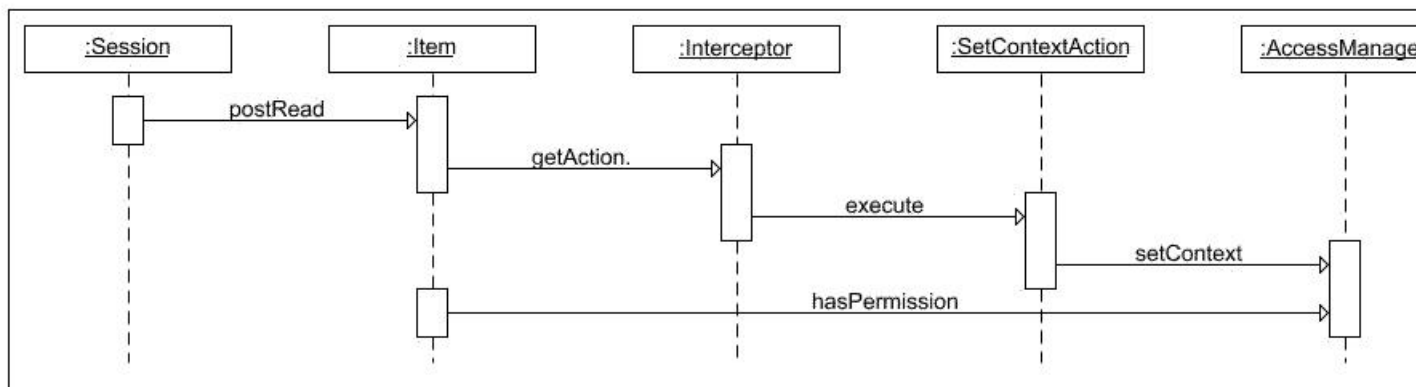 :Session
:Item
:Interceptor
:SetContextAction
:AccessManage
postRead
getAction.
execute
setContext
hasPermission